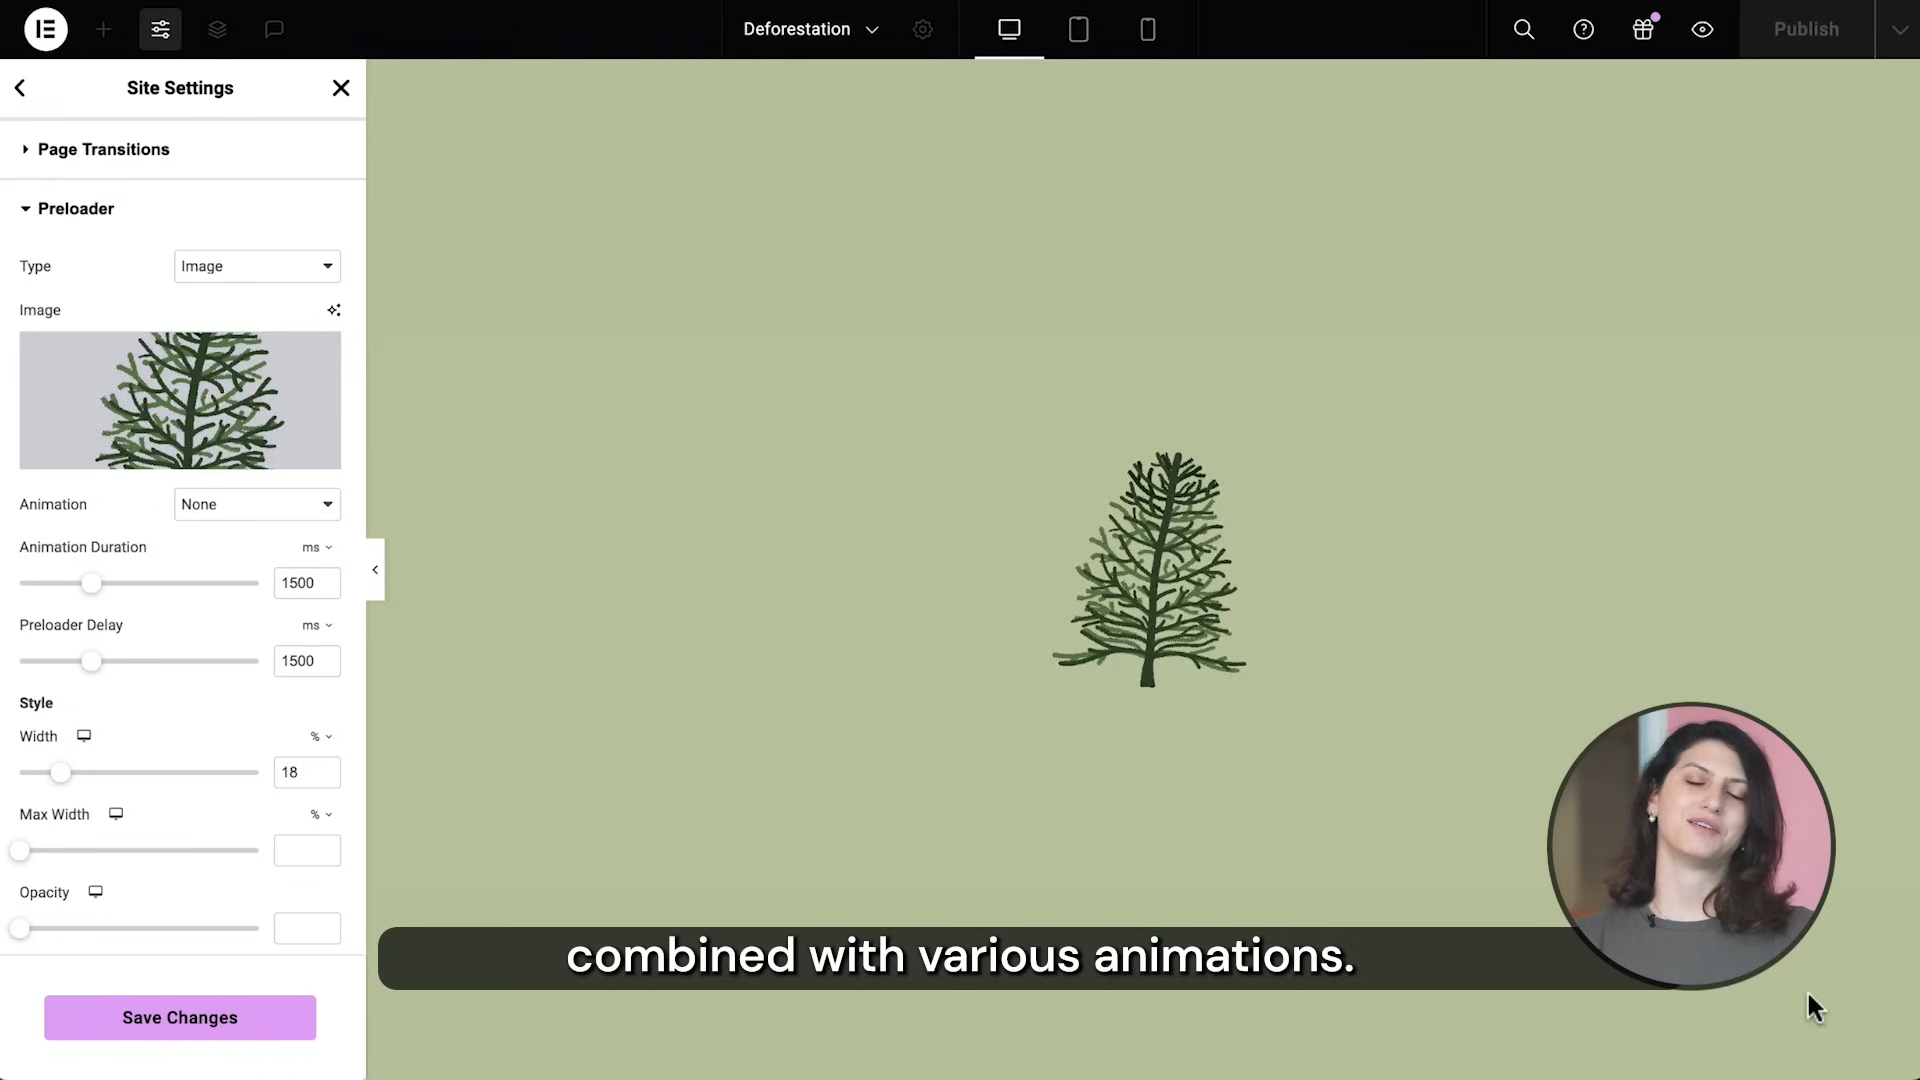 Deforestation
Publish
Site Settings
Page Transitions
Preloader
Type
Image
Image
Animation
None
Animation Duration
ms
1500
Preloader Delay
ms
1500
Style
Width
%
18
Max Width
%
Opacity
Save Changes
combined with various animations.